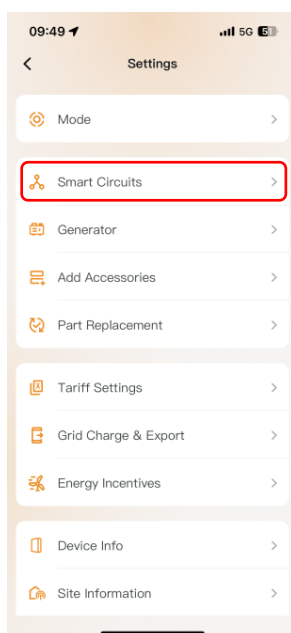 09:49
5G
5
Settings
Mode
Smart Circuits
Generator
Add Accessories
Part Replacement
Tariff Settings
Grid Charge & Export
Energy Incentives
Device Info
Site Information